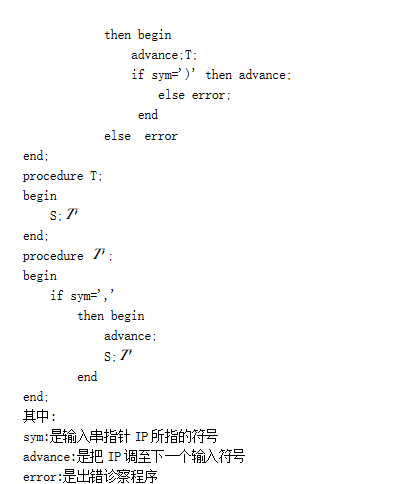 then begin
advance;T;
if sym=')' then advance;
else error;
end
else error
end;
procedure T;
begin
S;T'
end;
procedure T';
begin
if sym=','
then begin
advance;
S;T'
end
end;
其中:
sym:是输入串指针 IP 所指的符号
advance:是把 IP 调至下一个输入符号
error:是出错诊察程序